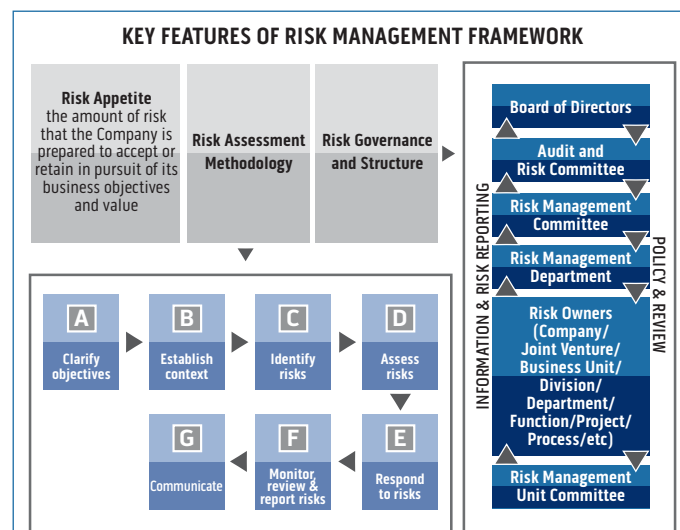 KEY FEATURES OF RISK MANAGEMENT FRAMEWORK
Risk Appetite
the amount of risk
that the Company is
prepared to accept or
retain in pursuit of its
business objectives
and value
Risk Assessment
Methodology
Risk Governance
and Structure
A
Clarify
objectives
B
Establish
context
C
Identify
risks
D
Assess
risks
E
Respond
to risks
F
Monitor,
review &
report risks
G
Communicate
INFORMATION & RISK REPORTING
Board of Directors
Audit and
Risk Committee
Risk Management
Committee
Risk Management
Department
Risk Owners
(Company/
Joint Venture/
Business Unit/
Division/
Department/
Function/Project/
Process/etc)
Risk Management
Unit Committee
POLICY & REVIEW